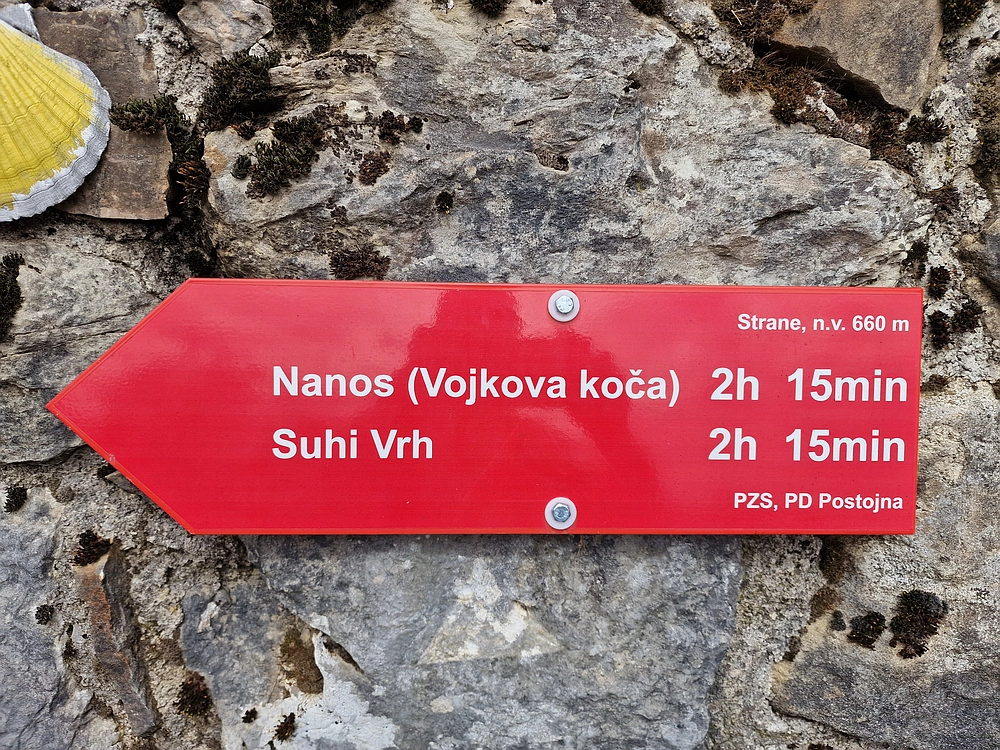 Strane, n.v. 660 m
Nanos (Vojkova koča) 2h 15min
Suhi Vrh 2h 15min
PZS, PD Postojna